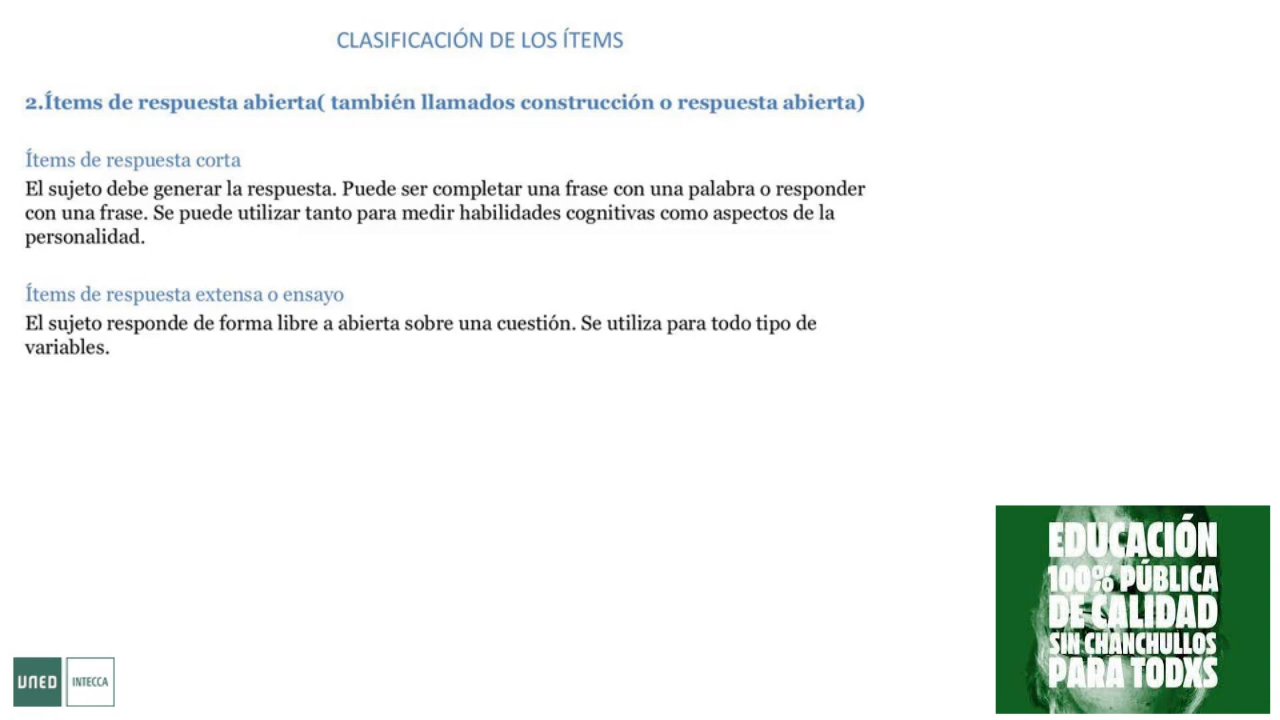 CLASIFICACIÓN DE LOS ÍTEMS
2.Ítems de respuesta abierta( también llamados construcción o respuesta abierta)
Ítems de respuesta corta
El sujeto debe generar la respuesta. Puede ser completar una frase con una palabra o responder
con una frase. Se puede utilizar tanto para medir habilidades cognitivas como aspectos de la
personalidad.
Ítems de respuesta extensa o ensayo
El sujeto responde de forma libre a abierta sobre una cuestión. Se utiliza para todo tipo de
variables.
EDUCACIÓN
100% PÚBLICA
DE CALIDAD
SIN CHANCHULLOS
PARA TODXS
UNED
INTECCA